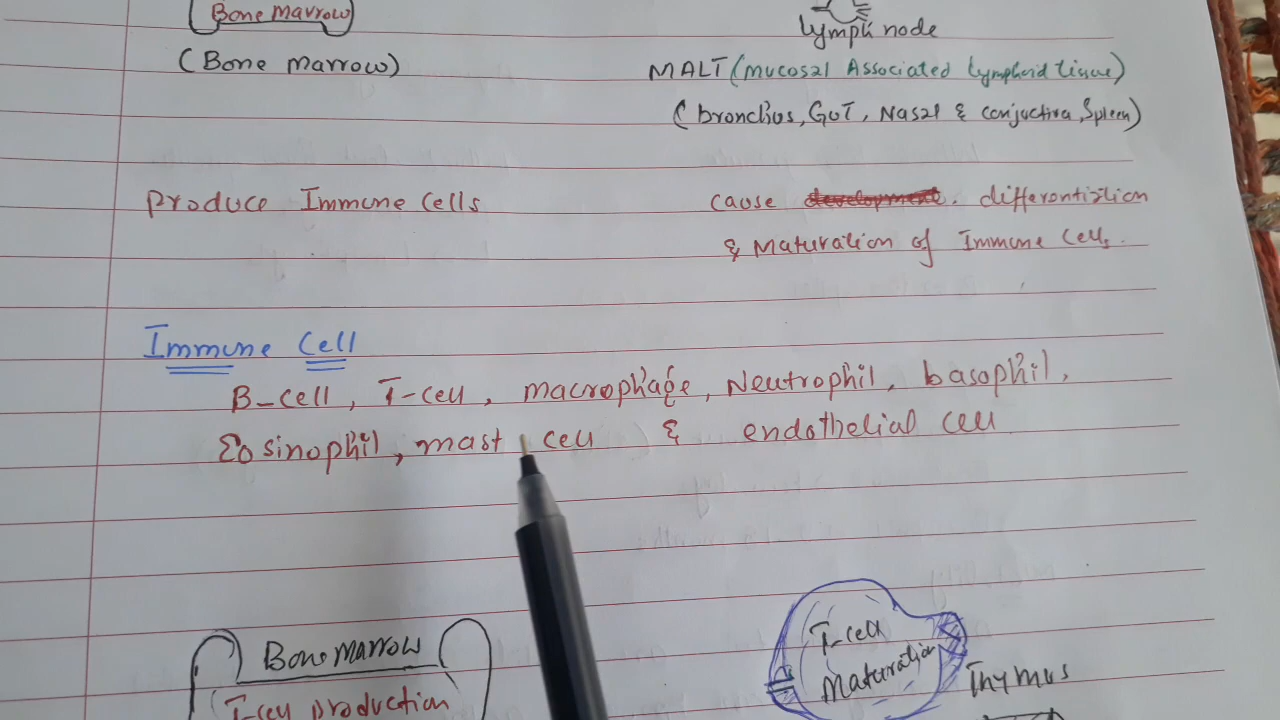 Bone marrow
(Bone marrow)
Lymph node
MALT (mucosal Associated lymphoid tissue)
(bronchius, GUT, Nasal & conjuctiva, Spleen)
produce Immune cells
cause development. differentiation
& Maturation of Immune Cells.
Immune Cell
B-cell, T-cell, macrophage, Neutrophil, basophil,
Eosinophil, mast cell & endothelial cell
Bone marrow
T-cell production
T-cell
Maturation
Thymus